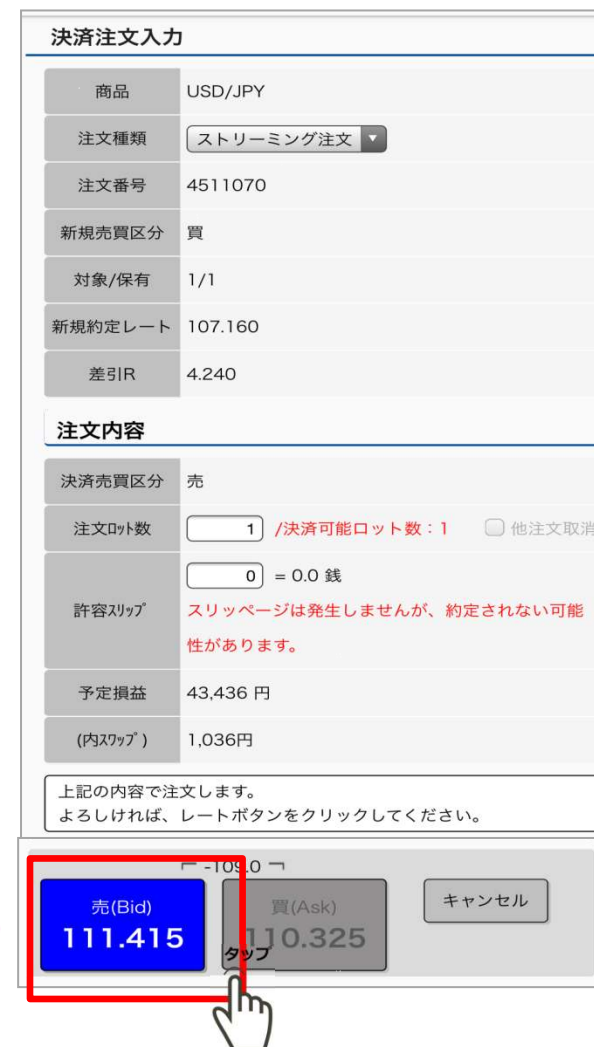 決済注文入力
商品 USD/JPY
注文種類 ストリーミング注文
注文番号 4511070
新規売買区分 買
対象/保有 1/1
新規約定レート 107.160
差引R 4.240
注文内容
決済売買区分 売
注文ﾛｯﾄ数 1 /決済可能ロット数：1 他注文取消
許容ｽﾘｯﾌﾟ 0 = 0.0 銭
スリッページは発生しませんが、約定されない可能
性があります。
予定損益 43,436 円
(内ｽﾜｯﾌﾟ) 1,036円
上記の内容で注文します。
よろしければ、レートボタンをクリックしてください。
-109.0
売(Bid) 買(Ask) キャンセル
111.415 110.325
タップ